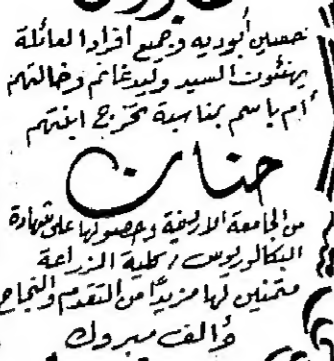 حسين أبوديه وجميع افراد العائلة
يهنئون السيد وليد غانم وخالتهم
أم باسم بمناسبة تخرج ابنتهم
حنان
من الجامعة الاردنية وحصولها على شهادة
البكالوريوس / كلية الزراعة
متمنين لها مزيدًا من التقدم والنجاح
وألف مبروك